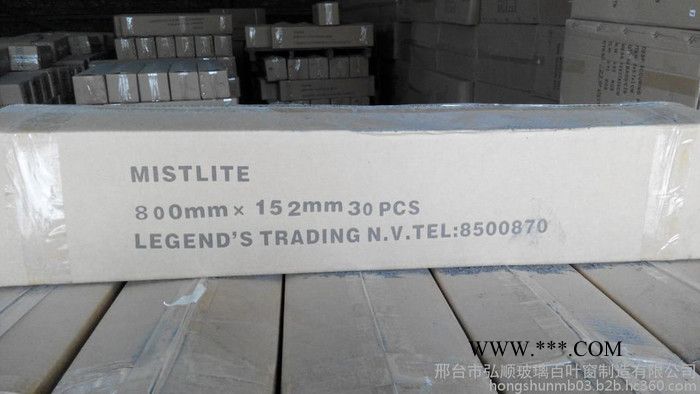 MISTLITE
800mm × 152mm 30 PCS
LEGEND'S TRADING N.V. TEL:8500870
WWW.***.COM
邢台市弘顺玻璃百叶窗制造有限公司
hongshunmb03.b2b.hc360.com